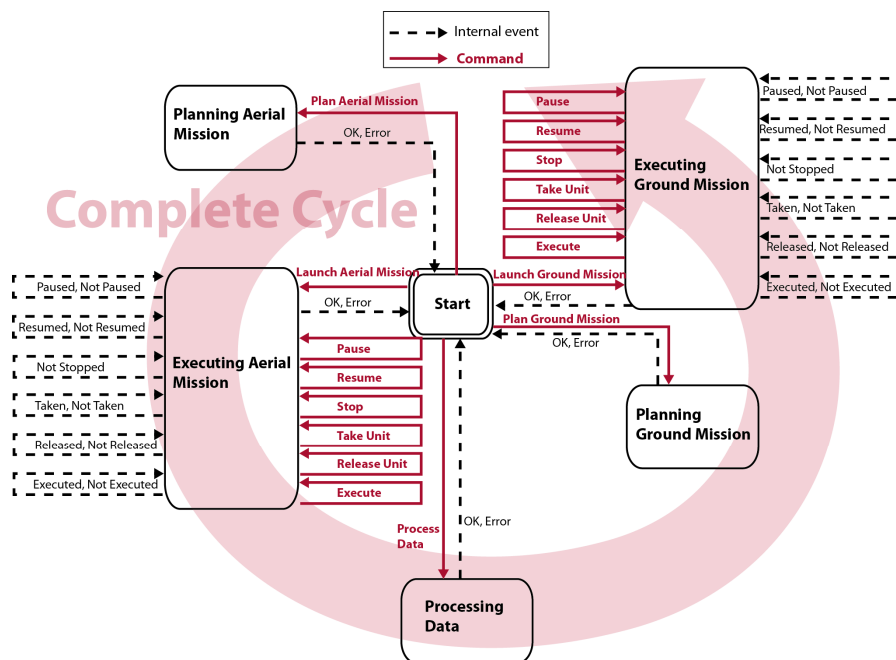 Internal event
Command
Planning Aerial
Mission
Plan Aerial Mission
OK, Error
Complete Cycle
Pause
Resume
Stop
Take Unit
Release Unit
Execute
Executing
Ground Mission
Paused, Not Paused
Resumed, Not Resumed
Not Stopped
Taken, Not Taken
Released, Not Released
Executed, Not Executed
Launch Aerial Mission
OK, Error
Start
Launch Ground Mission
OK, Error
Plan Ground Mission
OK, Error
Paused, Not Paused
Resumed, Not Resumed
Not Stopped
Taken, Not Taken
Released, Not Released
Executed, Not Executed
Executing Aerial
Mission
Pause
Resume
Stop
Take Unit
Release Unit
Execute
Planning
Ground Mission
Process
Data
OK, Error
Processing
Data